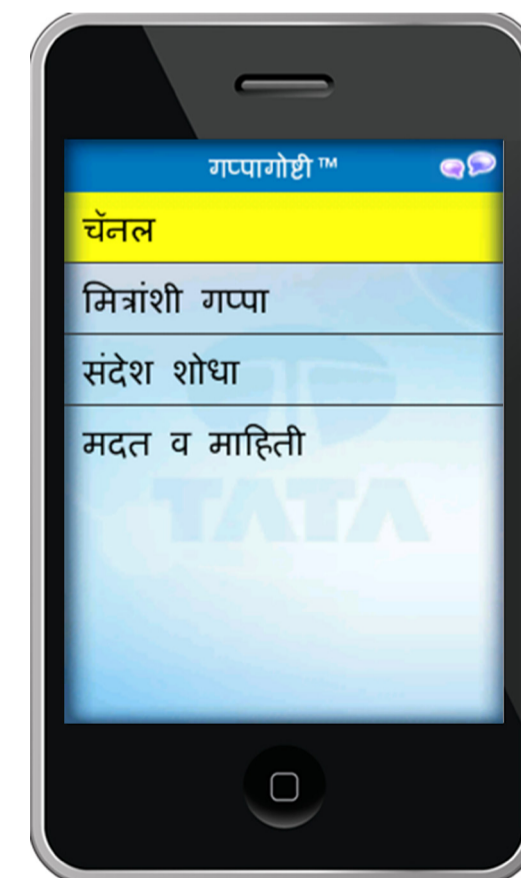 गप्पागोष्टी ™
चॅनल
मित्रांशी गप्पा
संदेश शोधा
मदत व माहिती
TATA